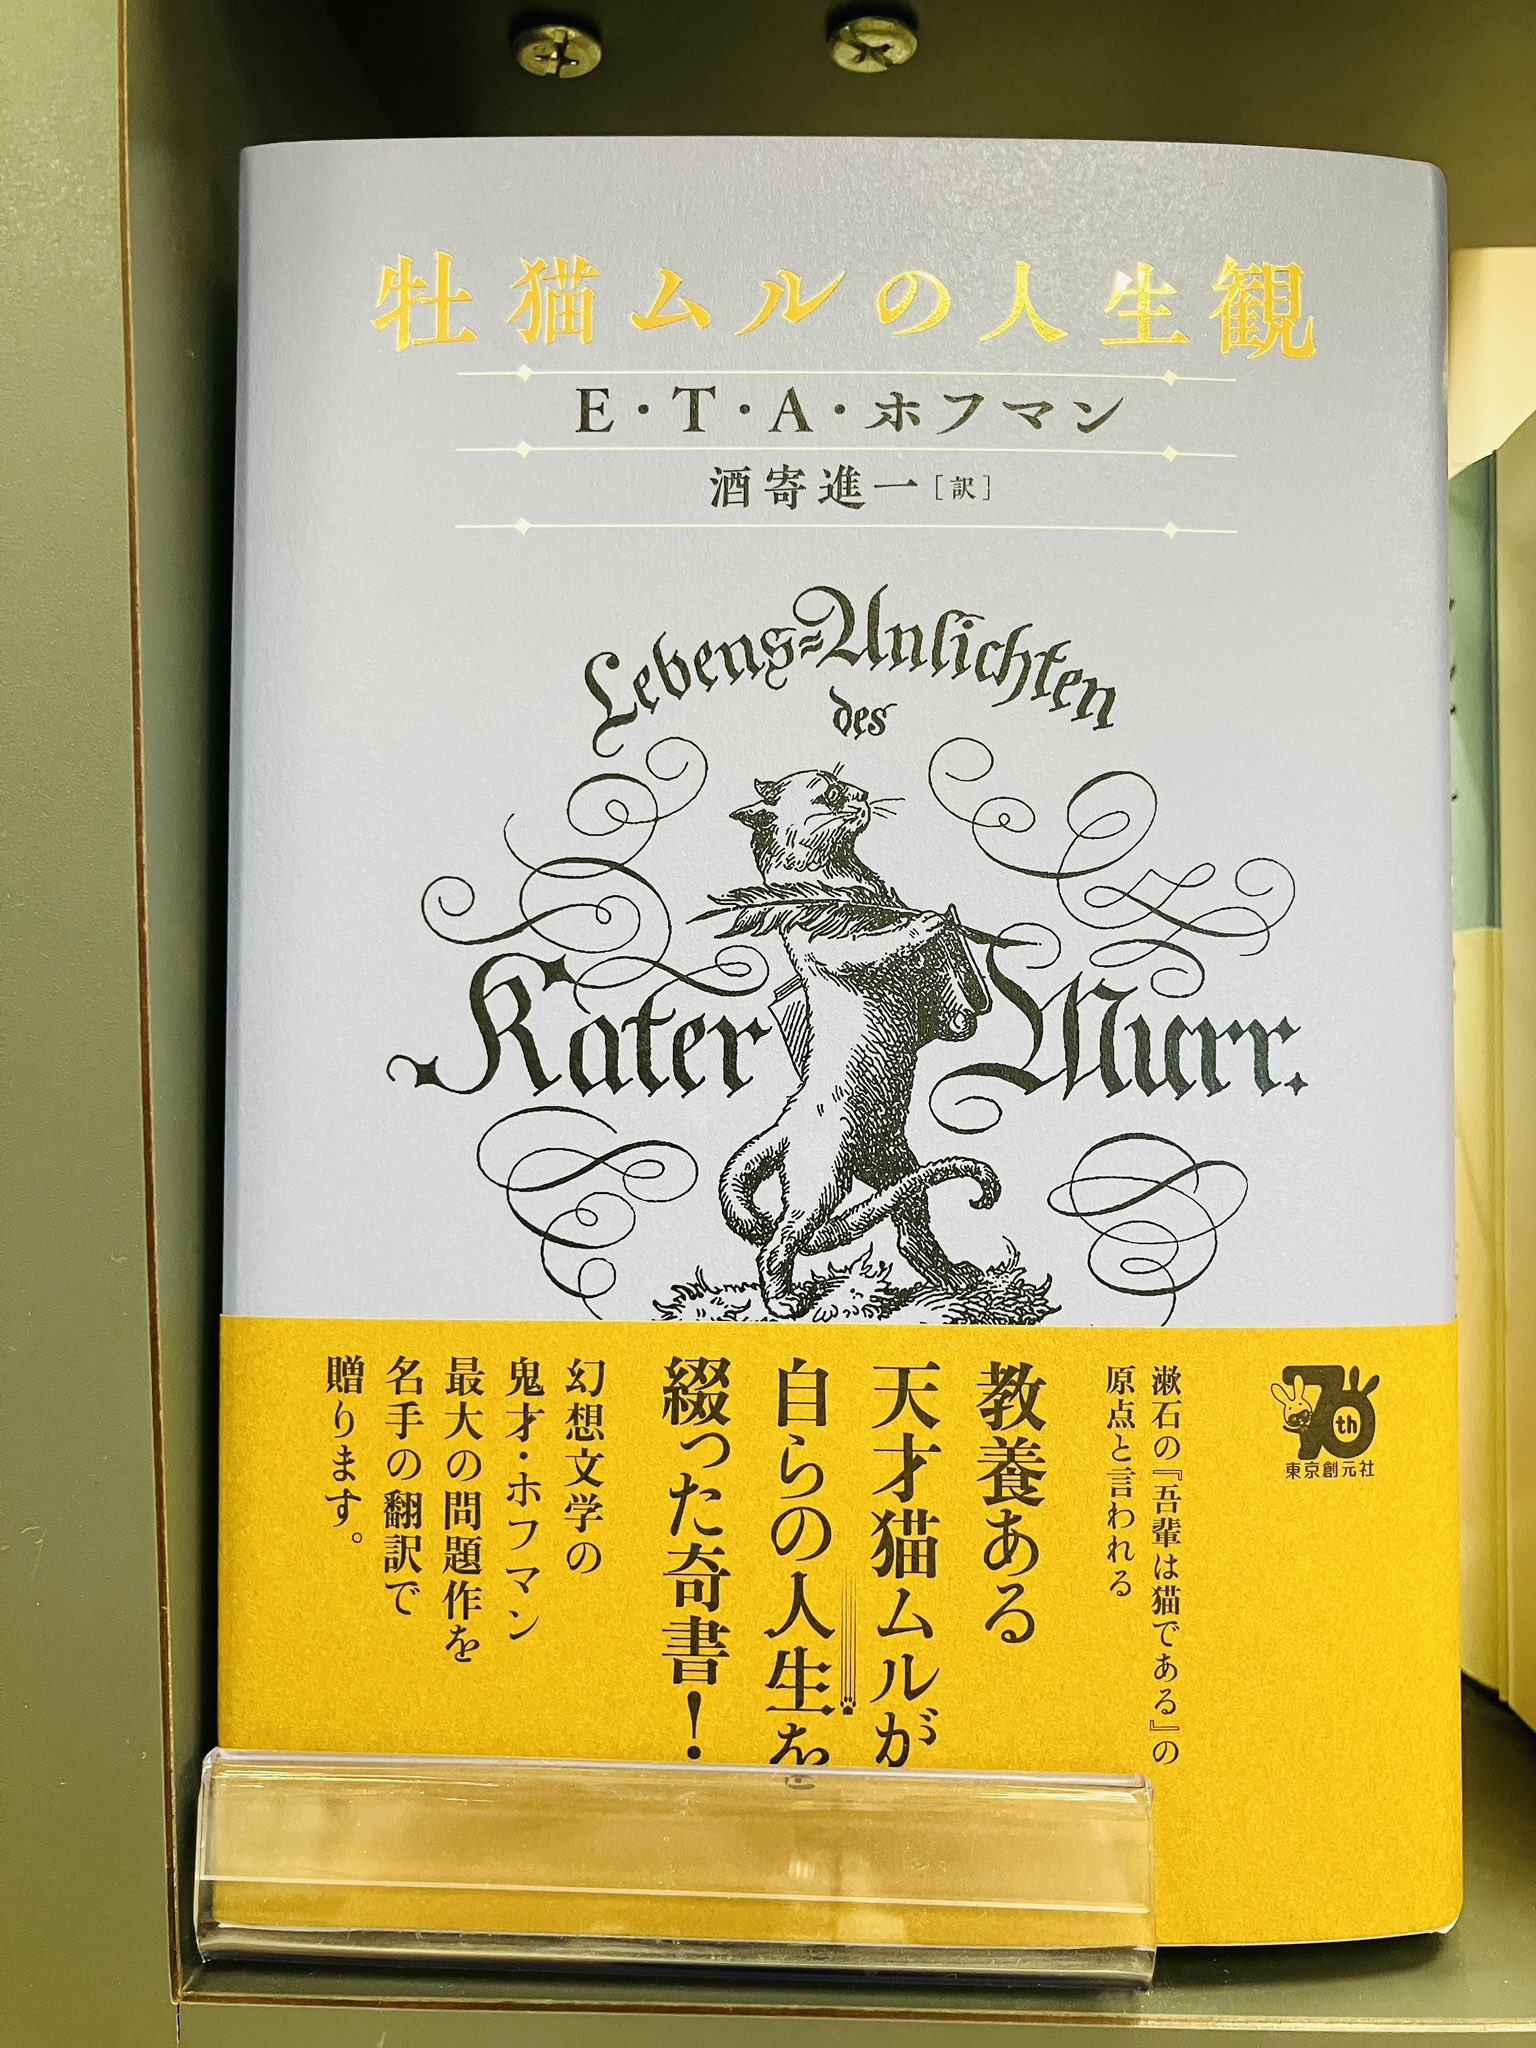 牡猫ムルの人生観
E・T・A・ホフマン
酒寄進一[訳]
Lebens=Anſichten
des
Kater Murr.
70th
東京創元社
漱石の『吾輩は猫である』の
原点と言われる
教養ある
天才猫ムルが
自らの人生を
綴った奇書!
幻想文学の
鬼才・ホフマン
最大の問題作を
名手の翻訳で
贈ります。